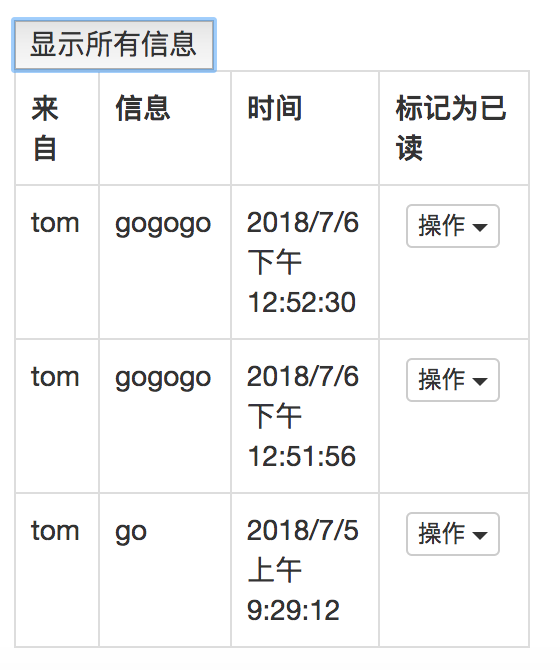 显示所有信息
来
自
信息
时间
标记为已
读
tom
gogogo
2018/7/6
下午
12:52:30
操作
tom
gogogo
2018/7/6
下午
12:51:56
操作
tom
go
2018/7/5
上午
9:29:12
操作